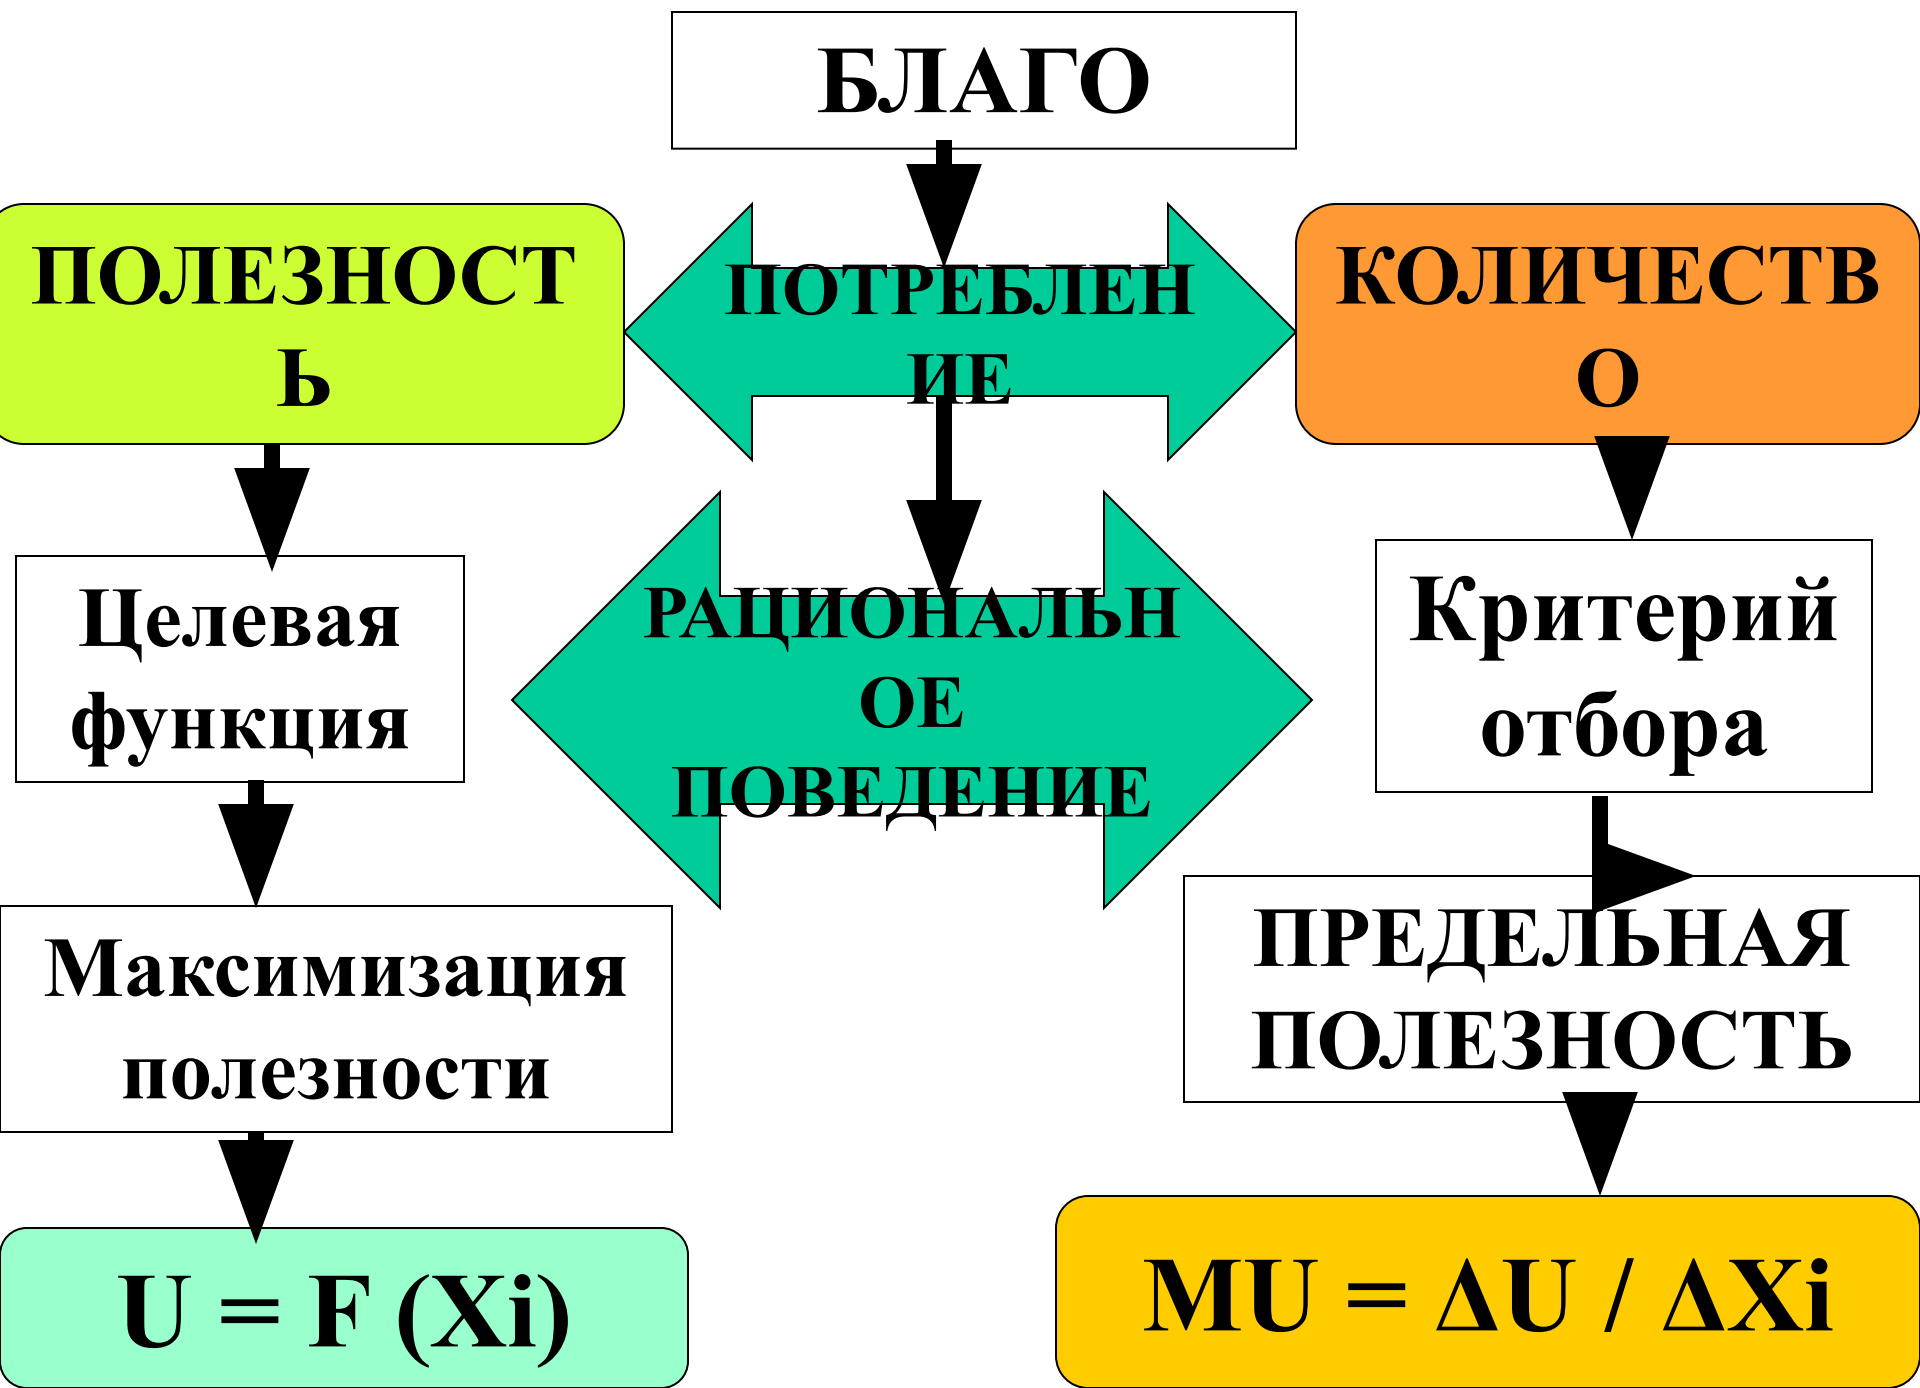 БЛАГО
ПОЛЕЗНОСТ
Ь
ПОТРЕБЛЕН
ИЕ
КОЛИЧЕСТВ
О
Целевая
функция
РАЦИОНАЛЬН
ОЕ
ПОВЕДЕНИЕ
Критерий
отбора
Максимизация
полезности
ПРЕДЕЛЬНАЯ
ПОЛЕЗНОСТЬ
U = F (Xi)
MU = ΔU / ΔXi